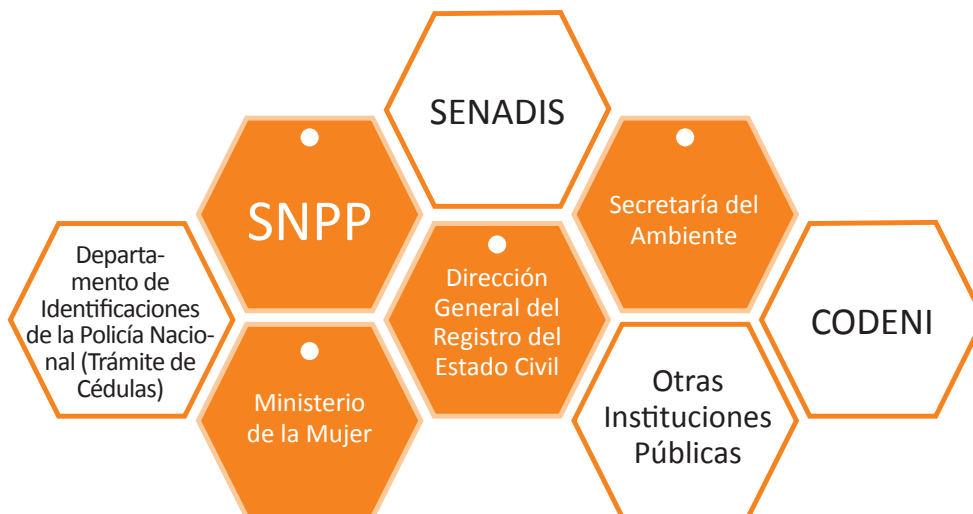 SENADIS
SNPP
Secretaría del
Ambiente
Departa-
mento de
Identificaciones
de la Policía Nacio-
nal (Trámite de
Cédulas)
Dirección
General del
Registro del
Estado Civil
CODENI
Ministerio
de la Mujer
Otras
Instituciones
Públicas